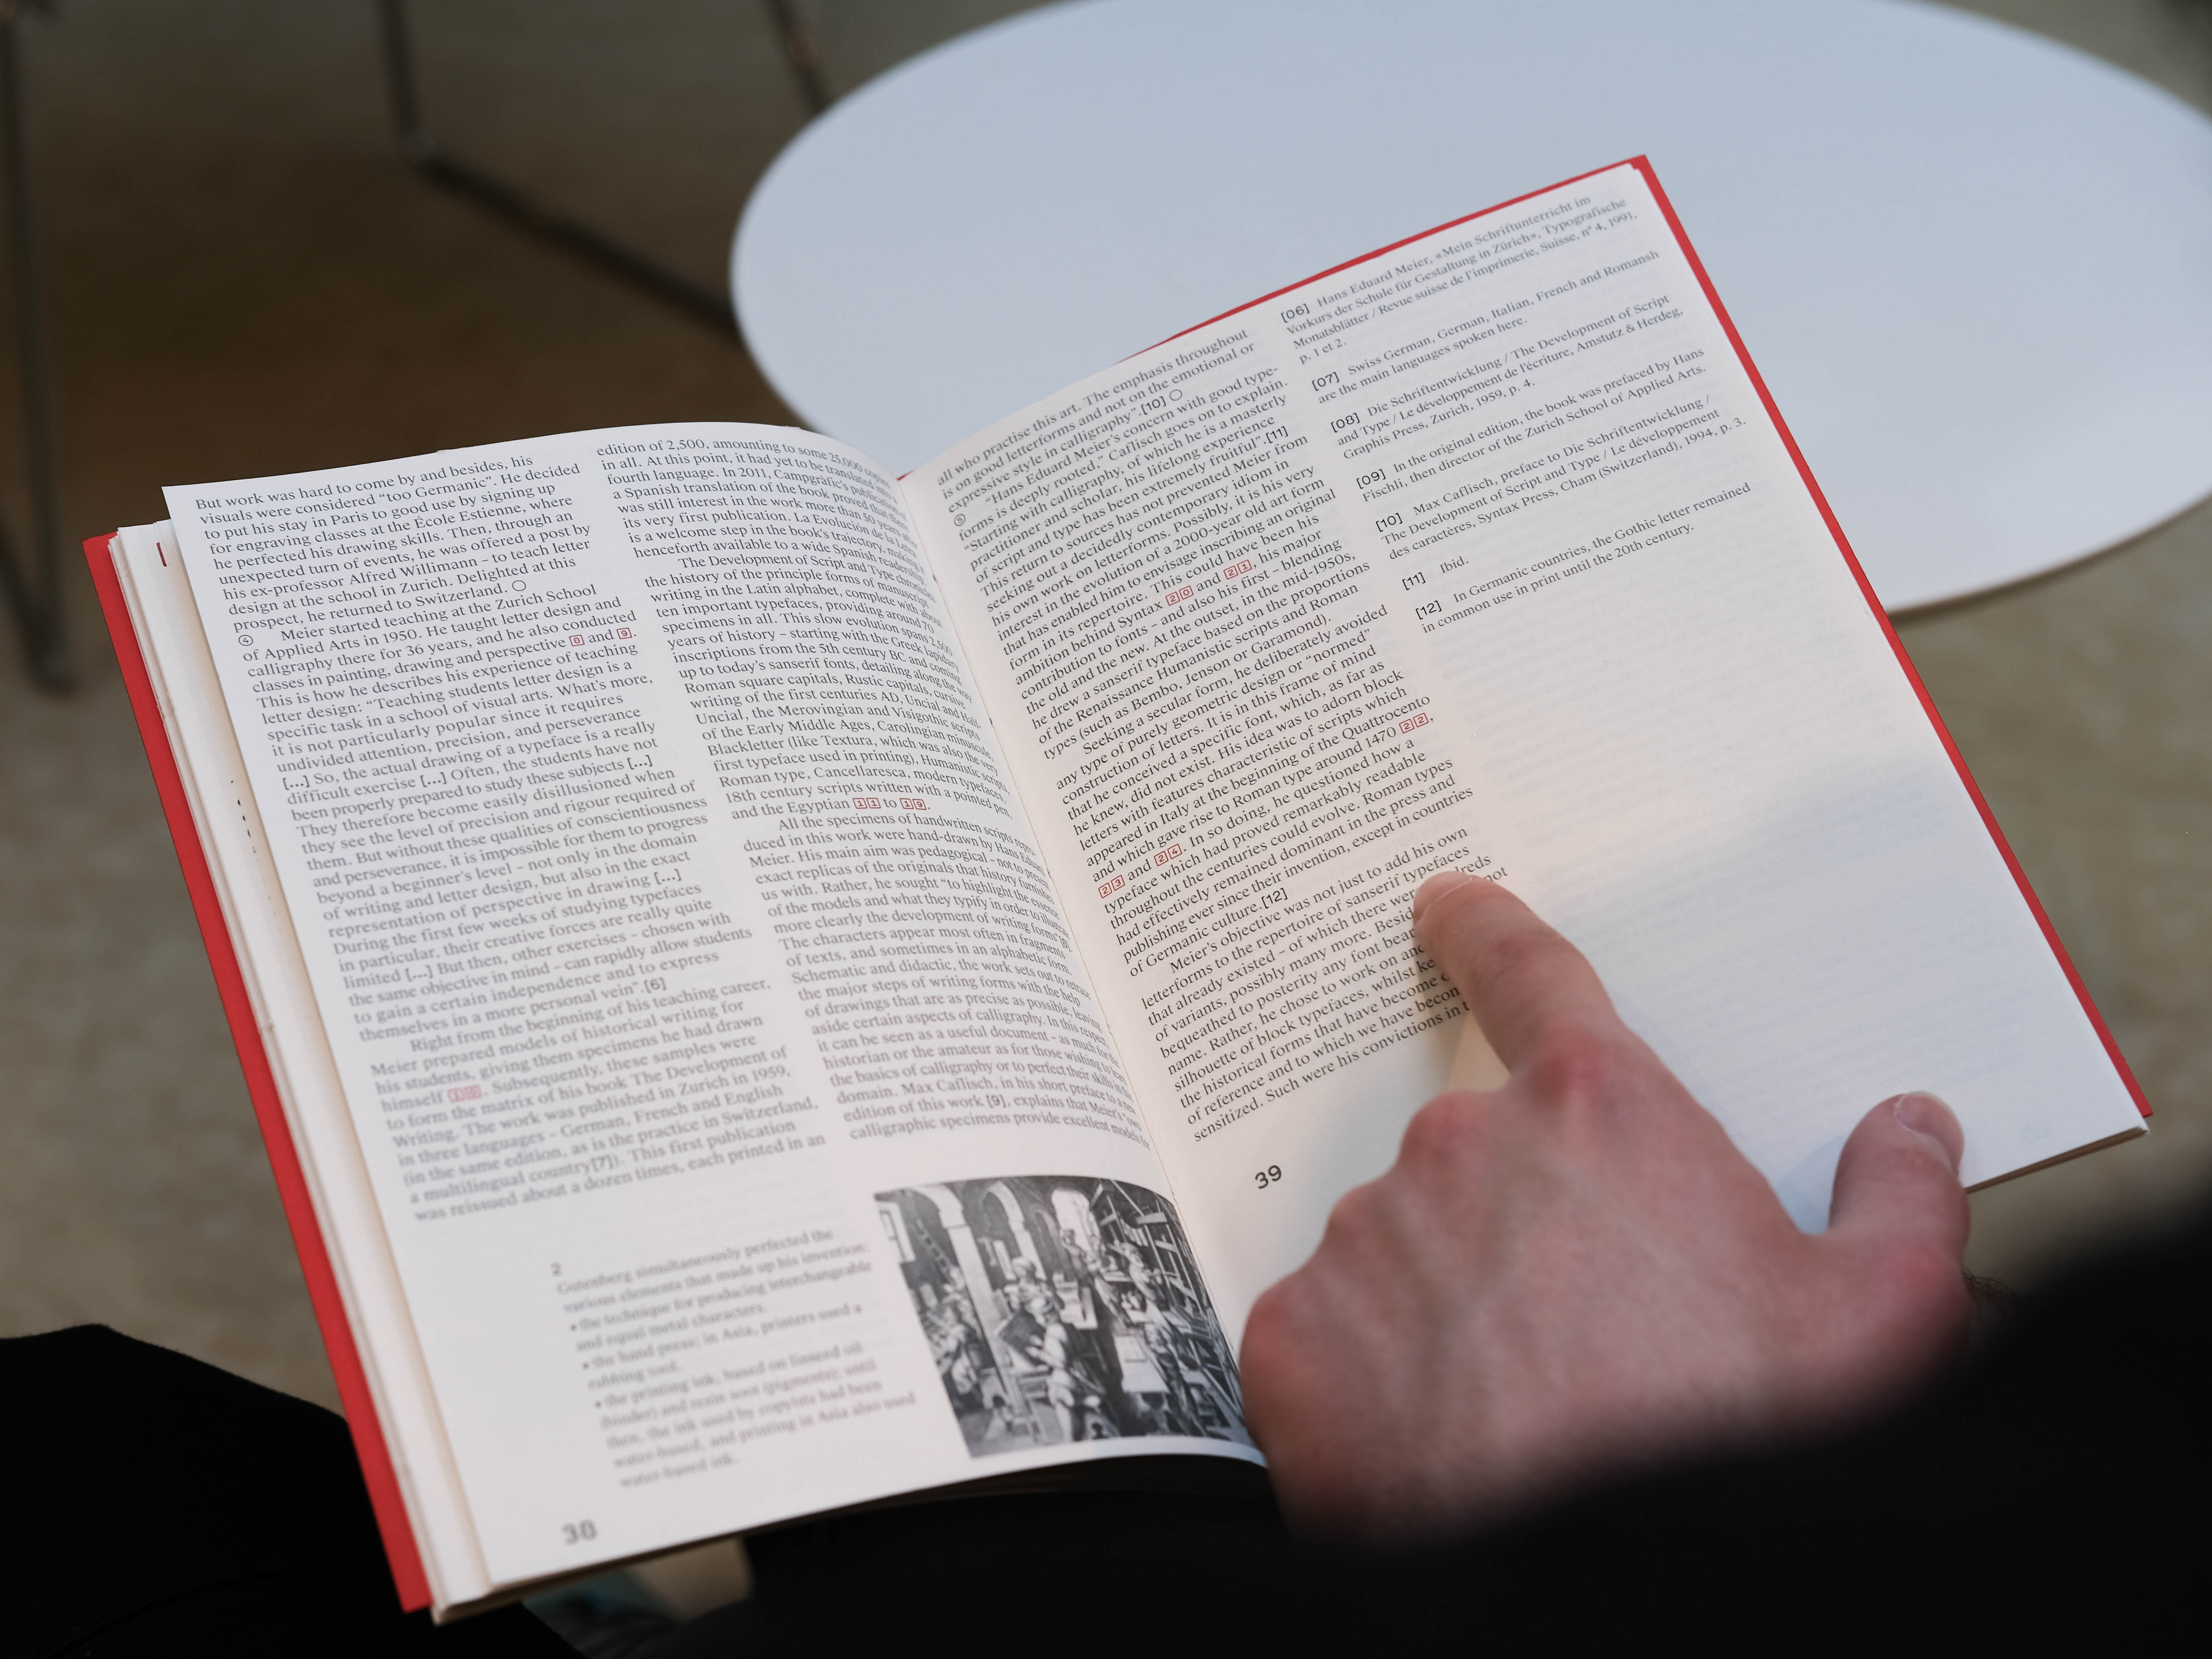 But work was hard to come by and besides, his
visuals were considered “too Germanic”. He decided
to put his stay in Paris to good use by signing up
for engraving classes at the École Estienne, where
he perfected his drawing skills. Then, through an
unexpected turn of events, he was offered a post by
his ex-professor Alfred Willimann – to teach letter
design at the school in Zurich. Delighted at this
prospect, he returned to Switzerland. ○
④ Meier started teaching at the Zurich School
of Applied Arts in 1950. He taught letter design and
calligraphy there for 36 years, and he also conducted
classes in painting, drawing and perspective 8 and 9.
This is how he describes his experience of teaching
letter design: “Teaching students letter design is a
specific task in a school of visual arts. What’s more,
it is not particularly popular since it requires
undivided attention, precision, and perseverance
[...] So, the actual drawing of a typeface is a really
difficult exercise [...] Often, the students have not
been properly prepared to study these subjects [...]
They therefore become easily disillusioned when
they see the level of precision and rigour required of
them. But without these qualities of conscientiousness
and perseverance, it is impossible for them to progress
beyond a beginner’s level – not only in the domain
of writing and letter design, but also in the exact
representation of perspective in drawing [...]
During the first few weeks of studying typefaces
in particular, their creative forces are really quite
limited [...] But then, other exercises – chosen with
the same objective in mind – can rapidly allow students
to gain a certain independence and to express
themselves in a more personal vein”.[6]
Right from the beginning of his teaching career,
Meier prepared models of historical writing for
his students, giving them specimens he had drawn
himself 10. Subsequently, these samples were
to form the matrix of his book The Development of
Writing. The work was published in Zurich in 1959,
in three languages – German, French and English
(in the same edition, as is the practice in Switzerland,
a multilingual country[7]). This first publication
was reissued about a dozen times, each printed in an
edition of 2,500, amounting to some 25,000 copies
in all. At this point, it had yet to be translated into a
fourth language. In 2011, Campgràfic’s publication of
a Spanish translation of the book proved that there
was still interest in the work more than 50 years after
its very first publication. La Evolución de la Letra
is a welcome step in the book’s trajectory, making it
henceforth available to a wide Spanish readership.
The Development of Script and Type chronicles
the history of the principle forms of manuscript
writing in the Latin alphabet, complete with about
ten important typefaces, providing around 70
specimens in all. This slow evolution spans 2,500
years of history – starting with the Greek lapidary
inscriptions from the 5th century BC and coming
up to today’s sanserif fonts, detailing along the way
Roman square capitals, Rustic capitals, cursive
writing of the first centuries AD, Uncial and Half-
Uncial, the Merovingian and Visigothic scripts
of the Early Middle Ages, Carolingian minuscule,
Blackletter (like Textura, which was also the very
first typeface used in printing), Humanistic scripts,
Roman type, Cancellaresca, modern typefaces,
18th century scripts written with a pointed pen,
and the Egyptian 11 to 19.
All the specimens of handwritten scripts repro-
duced in this work were hand-drawn by Hans Eduard
Meier. His main aim was pedagogical – not to present
exact replicas of the originals that history furnishes
us with. Rather, he sought “to highlight the essence
of the models and what they typify in order to illustrate
more clearly the development of writing forms”[8].
The characters appear most often in fragments
of texts, and sometimes in an alphabetic form.
Schematic and didactic, the work sets out to retrace
the major steps of writing forms with the help
of drawings that are as precise as possible, leaving
aside certain aspects of calligraphy. In this respect,
it can be seen as a useful document – as much for the
historian or the amateur as for those wishing to learn
the basics of calligraphy or to perfect their skills in this
domain. Max Caflisch, in his short preface to a new
edition of this work [9], explains that Meier’s “own
calligraphic specimens provide excellent models for
2
Gutenberg simultaneously perfected the
various elements that made up his invention:
• the technique for producing interchangeable
and equal metal characters.
• the hand press; in Asia, printers used a
rubbing tool.
• the printing ink, based on linseed oil
(binder) and resin soot (pigments); until
then, the ink used by copyists had been
water-based, and printing in Asia also used
water-based ink.
30
all who practise this art. The emphasis throughout
is on good letterforms and not on the emotional or
expressive style in calligraphy”.[10] ○
⑤ “Hans Eduard Meier’s concern with good type-
forms is deeply rooted,” Caflisch goes on to explain.
“Starting with calligraphy, of which he is a masterly
practitioner and scholar, his lifelong experience
of script and type has been extremely fruitful”.[11]
This return to sources has not prevented Meier from
seeking out a decidedly contemporary idiom in
his own work on letterforms. Possibly, it is his very
interest in the evolution of a 2000-year old art form
that has enabled him to envisage inscribing an original
form in its repertoire. This could have been his
ambition behind Syntax 20 and 21, his major
contribution to fonts – and also his first – blending
the old and the new. At the outset, in the mid-1950s,
he drew a sanserif typeface based on the proportions
of the Renaissance Humanistic scripts and Roman
types (such as Bembo, Jenson or Garamond).
Seeking a secular form, he deliberately avoided
any type of purely geometric design or “normed”
construction of letters. It is in this frame of mind
that he conceived a specific font, which, as far as
he knew, did not exist. His idea was to adorn block
letters with features characteristic of scripts which
appeared in Italy at the beginning of the Quattrocento
and which gave rise to Roman type around 1470 22,
23 and 24. In so doing, he questioned how a
typeface which had proved remarkably readable
throughout the centuries could evolve. Roman types
had effectively remained dominant in the press and
publishing ever since their invention, except in countries
of Germanic culture.[12]
Meier’s objective was not just to add his own
letterforms to the repertoire of sanserif typefaces
that already existed – of which there were
of variants, possibly many more. not
bequeathed to posterity any font
name. Rather, he chose to work on
silhouette of block typefaces, whilst
the historical forms that have become
of reference and to which we have
sensitized. Such were his convictions in
39
[06] Hans Eduard Meier, «Mein Schriftunterricht im
Vorkurs der Schule für Gestaltung in Zürich», Typografische
Monatsblätter / Revue suisse de l’imprimerie, Suisse, n° 4, 1991,
p. 1 et 2.
[07] Swiss German, German, Italian, French and Romansh
are the main languages spoken here.
[08] Die Schriftentwicklung / The Development of Script
and Type / Le développement de l’écriture, Amstutz & Herdeg,
Graphis Press, Zurich, 1959, p. 4.
[09] In the original edition, the book was prefaced by Hans
Fischli, then director of the Zurich School of Applied Arts.
[10] Max Caflisch, preface to Die Schriftentwicklung /
The Development of Script and Type / Le développement
des caractères, Syntax Press, Cham (Switzerland), 1994, p. 3.
[11] Ibid.
[12] In Germanic countries, the Gothic letter remained
in common use in print until the 20th century.